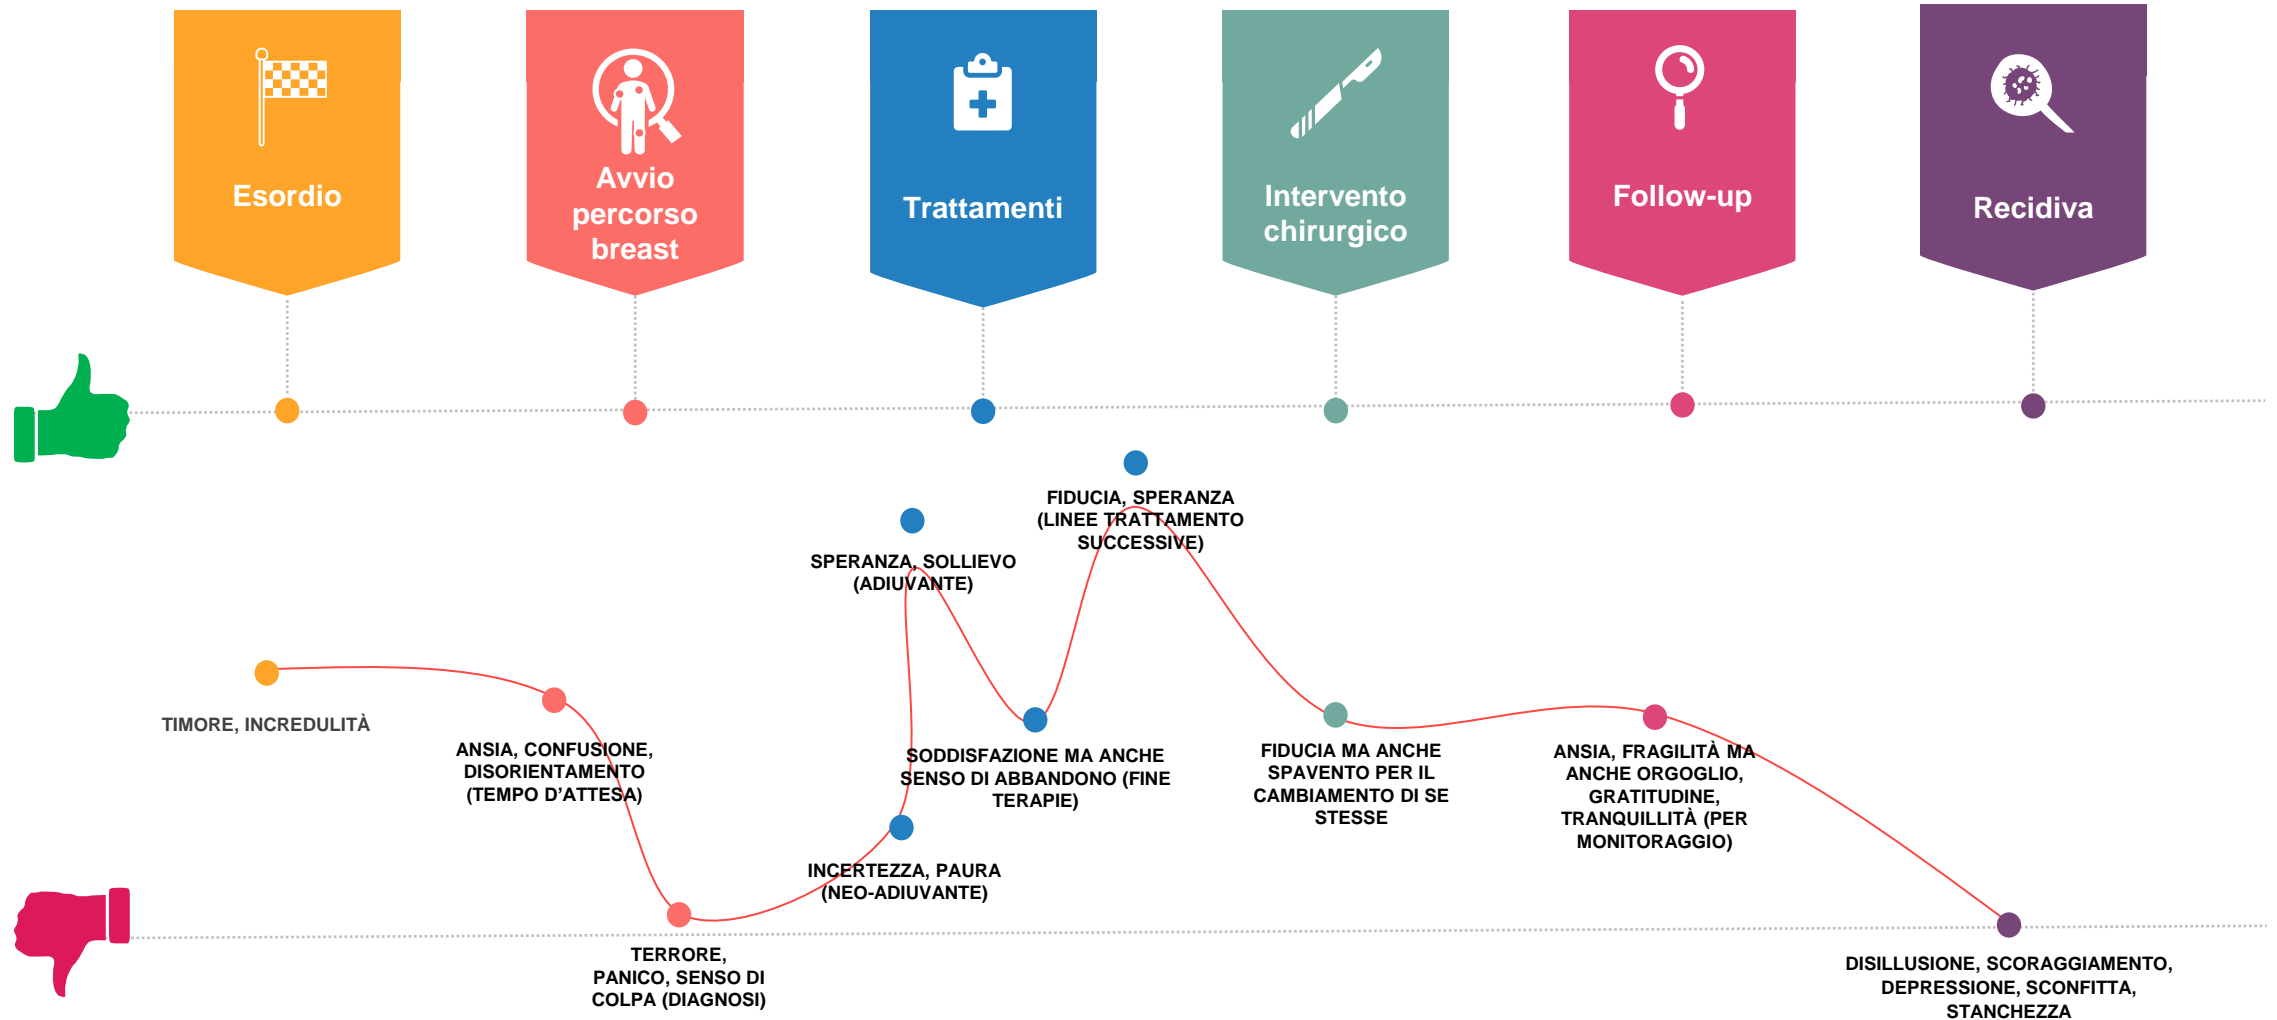 Esordio
Avvio
percorso
breast
Trattamenti
Intervento
chirurgico
Follow-up
Recidiva
FIDUCIA, SPERANZA
(LINEE TRATTAMENTO
SUCCESSIVE)
SPERANZA, SOLLIEVO
(ADIUVANTE)
TIMORE, INCREDULITÀ
ANSIA, CONFUSIONE,
DISORIENTAMENTO
(TEMPO D'ATTESA)
SODDISFAZIONE MA ANCHE
SENSO DI ABBANDONO (FINE
TERAPIE)
FIDUCIA MA ANCHE
SPAVENTO PER IL
CAMBIAMENTO DI SE
STESSE
ANSIA, FRAGILITÀ MA
ANCHE ORGOGLIO,
GRATITUDINE,
TRANQUILLITÀ (PER
MONITORAGGIO)
INCERTEZZA, PAURA
(NEO-ADIUVANTE)
TERRORE,
PANICO, SENSO DI
COLPA (DIAGNOSI)
DISILLUSIONE, SCORAGGIAMENTO,
DEPRESSIONE, SCONFITTA,
STANCHEZZA